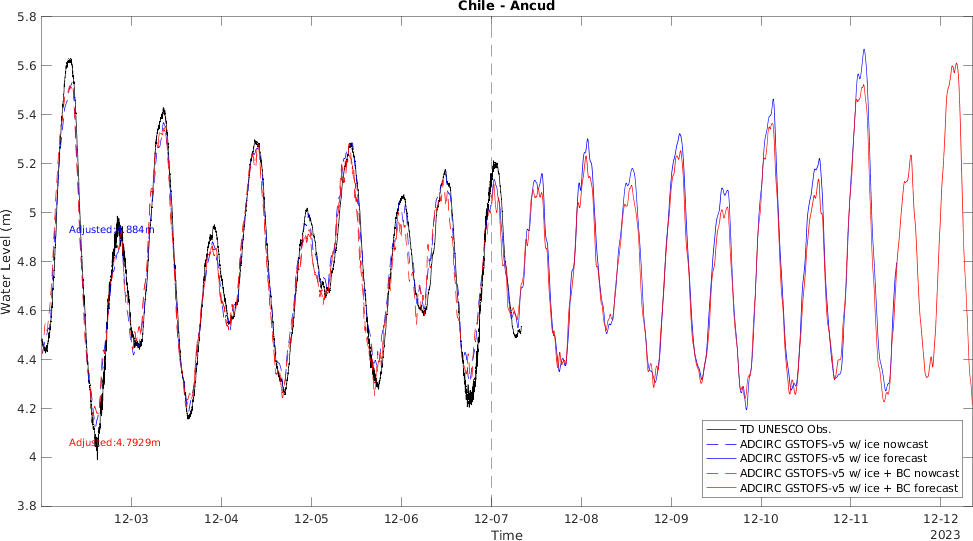 Chile - Ancud
5.8
5.6
5.4
5.2
5
4.8
4.6
4.4
4.2
4
3.8
Water Level (m)
Adjusted:4.884m
Adjusted:4.7929m
TD UNESCO Obs.
ADCIRC GSTOFS-v5 w/ ice nowcast
ADCIRC GSTOFS-v5 w/ ice forecast
ADCIRC GSTOFS-v5 w/ ice + BC nowcast
ADCIRC GSTOFS-v5 w/ ice + BC forecast
12-03 12-04 12-05 12-06 12-07 12-08 12-09 12-10 12-11 12-12
2023
Time